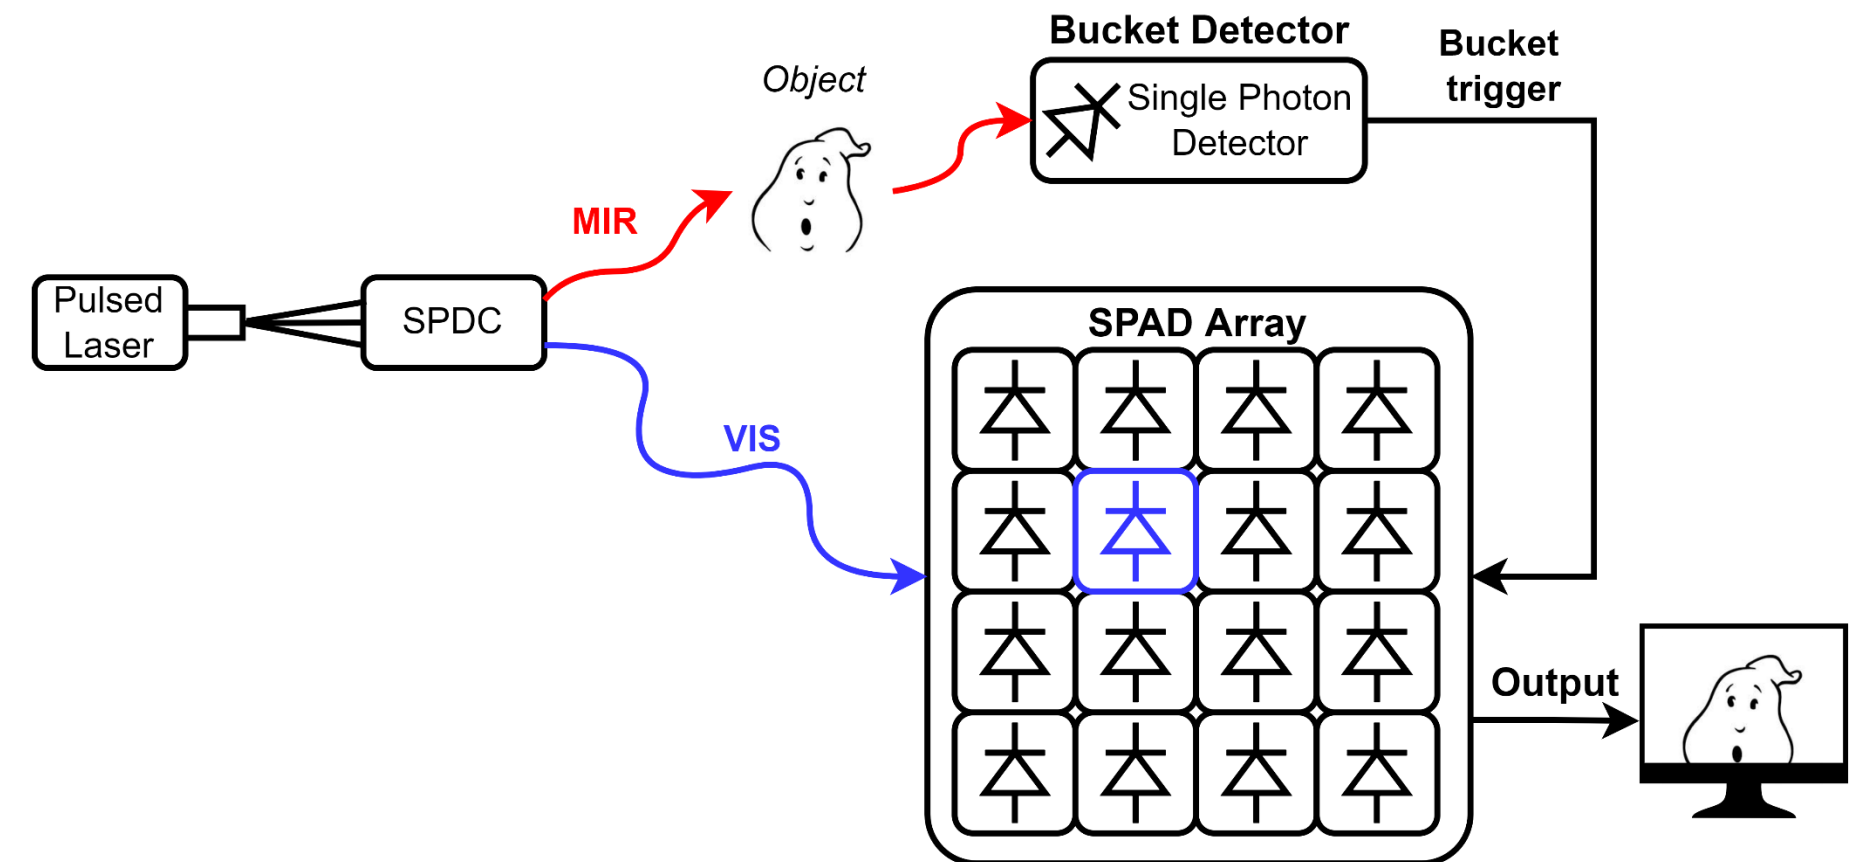 Bucket Detector
Bucket
trigger
Object
Single Photon
Detector
MIR
Pulsed
Laser
SPDC
SPAD Array
VIS
Output